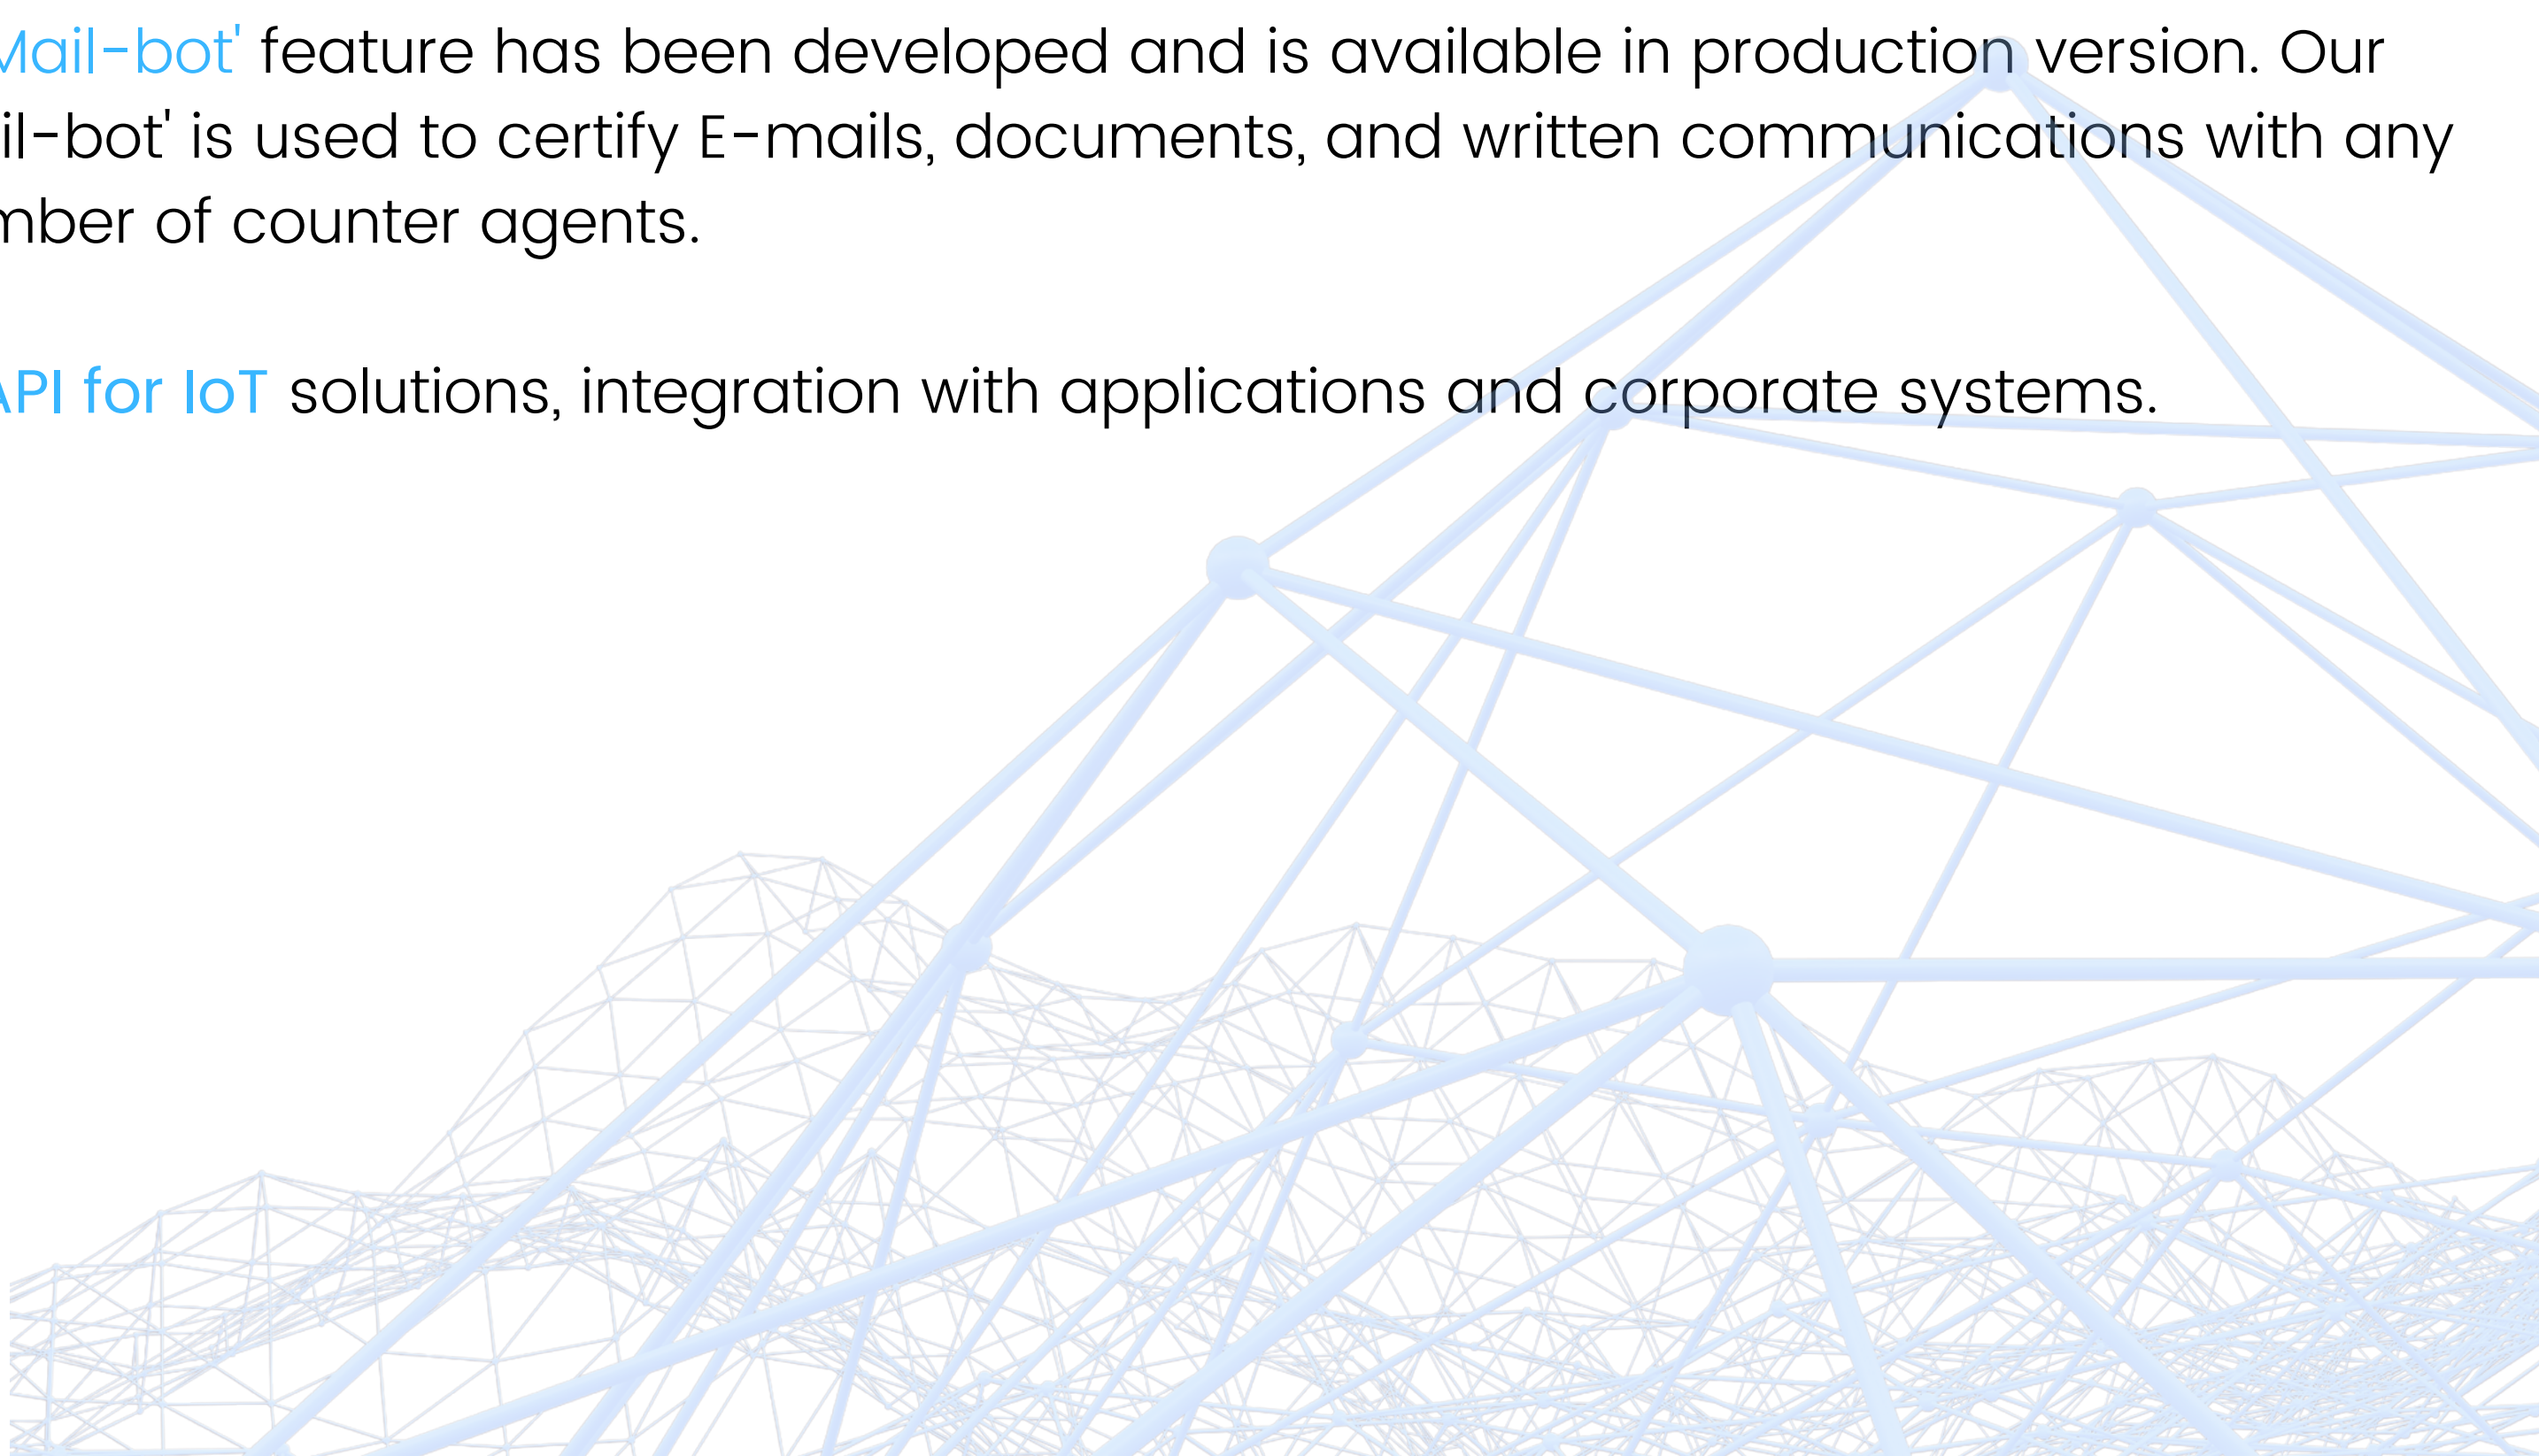 Mail-bot' feature has been developed and is available in production version. Our
il-bot' is used to certify E-mails, documents, and written communications with any
mber of counter agents.
API for IoT solutions, integration with applications and corporate systems.